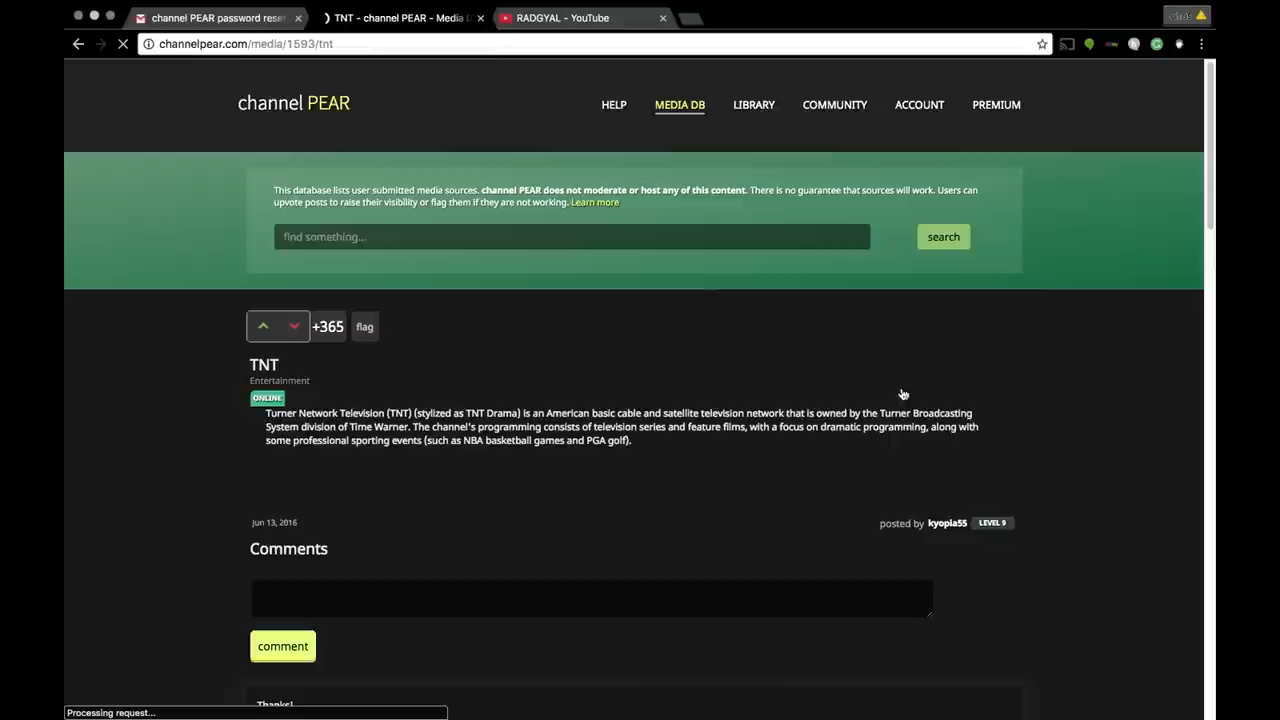 channel PEAR password rese
TNT - channel PEAR - Media D
RADGYAL - YouTube
channelpear.com/media/1593/tnt
channel PEAR
HELP
MEDIA DB
LIBRARY
COMMUNITY
ACCOUNT
PREMIUM
This database lists user submitted media sources. channel PEAR does not moderate or host any of this content. There is no guarantee that sources will work. Users can
upvote posts to raise their visibility or flag them if they are not working. Learn more
find something...
search
+365
flag
TNT
Entertainment
ONLINE
Turner Network Television (TNT) (stylized as TNT Drama) is an American basic cable and satellite television network that is owned by the Turner Broadcasting
System division of Time Warner. The channel's programming consists of television series and feature films, with a focus on dramatic programming, along with
some professional sporting events (such as NBA basketball games and PGA golf).
Jun 13, 2016
posted by kyopia55 LEVEL 9
Comments
comment
Thanks!
Processing request...